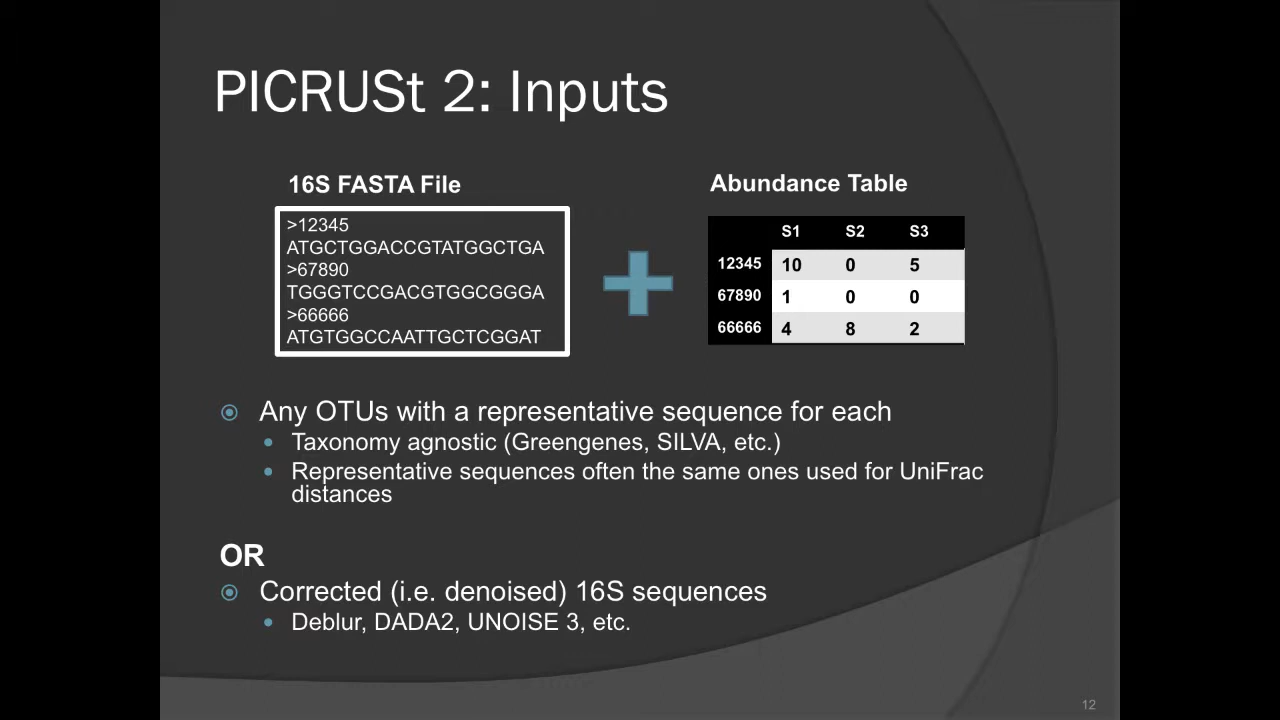 PICRUSt 2: Inputs
16S FASTA File
>12345
ATGCTGGACCGTATGGCTGA
>67890
TGGGTCCGACGTGGCGGGA
>66666
ATGTGGCCAATTGCTCGGAT
Abundance Table
S1 S2 S3
12345 10 0 5
67890 1 0 0
66666 4 8 2
Any OTUs with a representative sequence for each
Taxonomy agnostic (Greengenes, SILVA, etc.)
Representative sequences often the same ones used for UniFrac
distances
OR
Corrected (i.e. denoised) 16S sequences
Deblur, DADA2, UNOISE 3, etc.
12